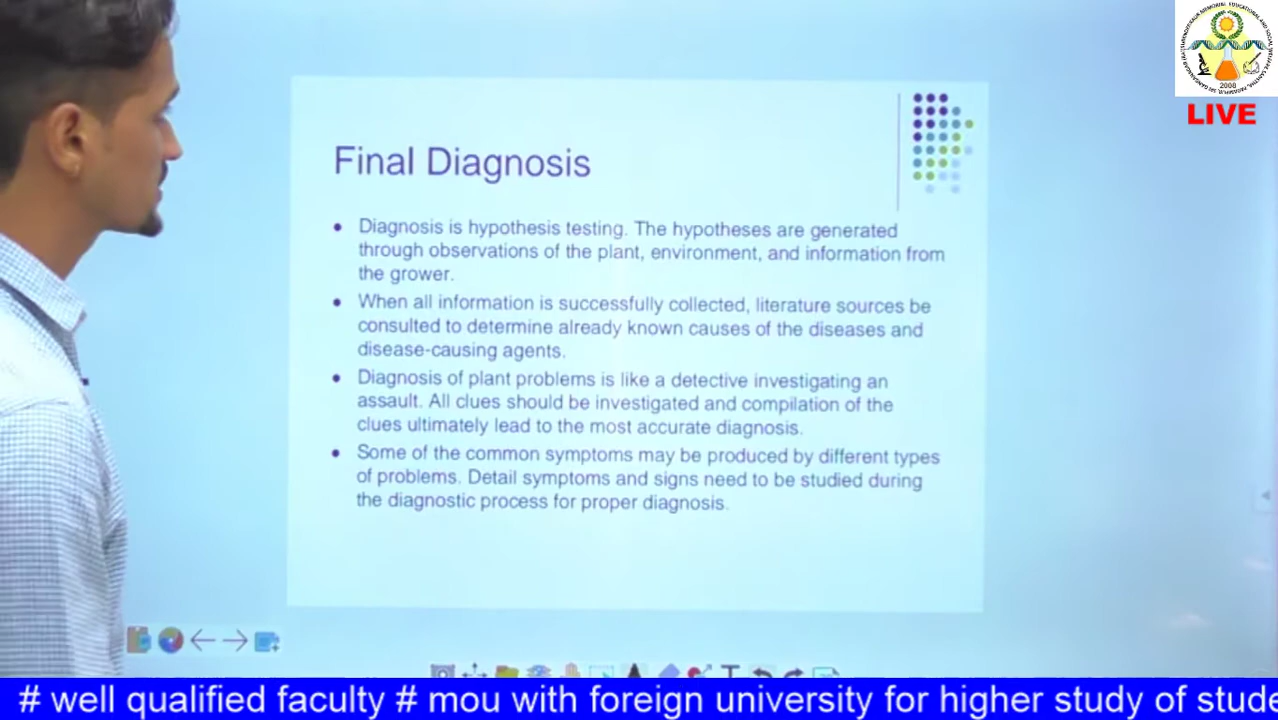 2008
LIVE
Final Diagnosis
Diagnosis is hypothesis testing. The hypotheses are generated
through observations of the plant, environment, and information from
the grower.
When all information is successfully collected, literature sources be
consulted to determine already known causes of the diseases and
disease-causing agents.
Diagnosis of plant problems is like a detective investigating an
assault. All clues should be investigated and compilation of the
clues ultimately lead to the most accurate diagnosis.
Some of the common symptoms may be produced by different types
of problems. Detail symptoms and signs need to be studied during
the diagnostic process for proper diagnosis.
# well qualified faculty # mou with foreign university for higher study of stude